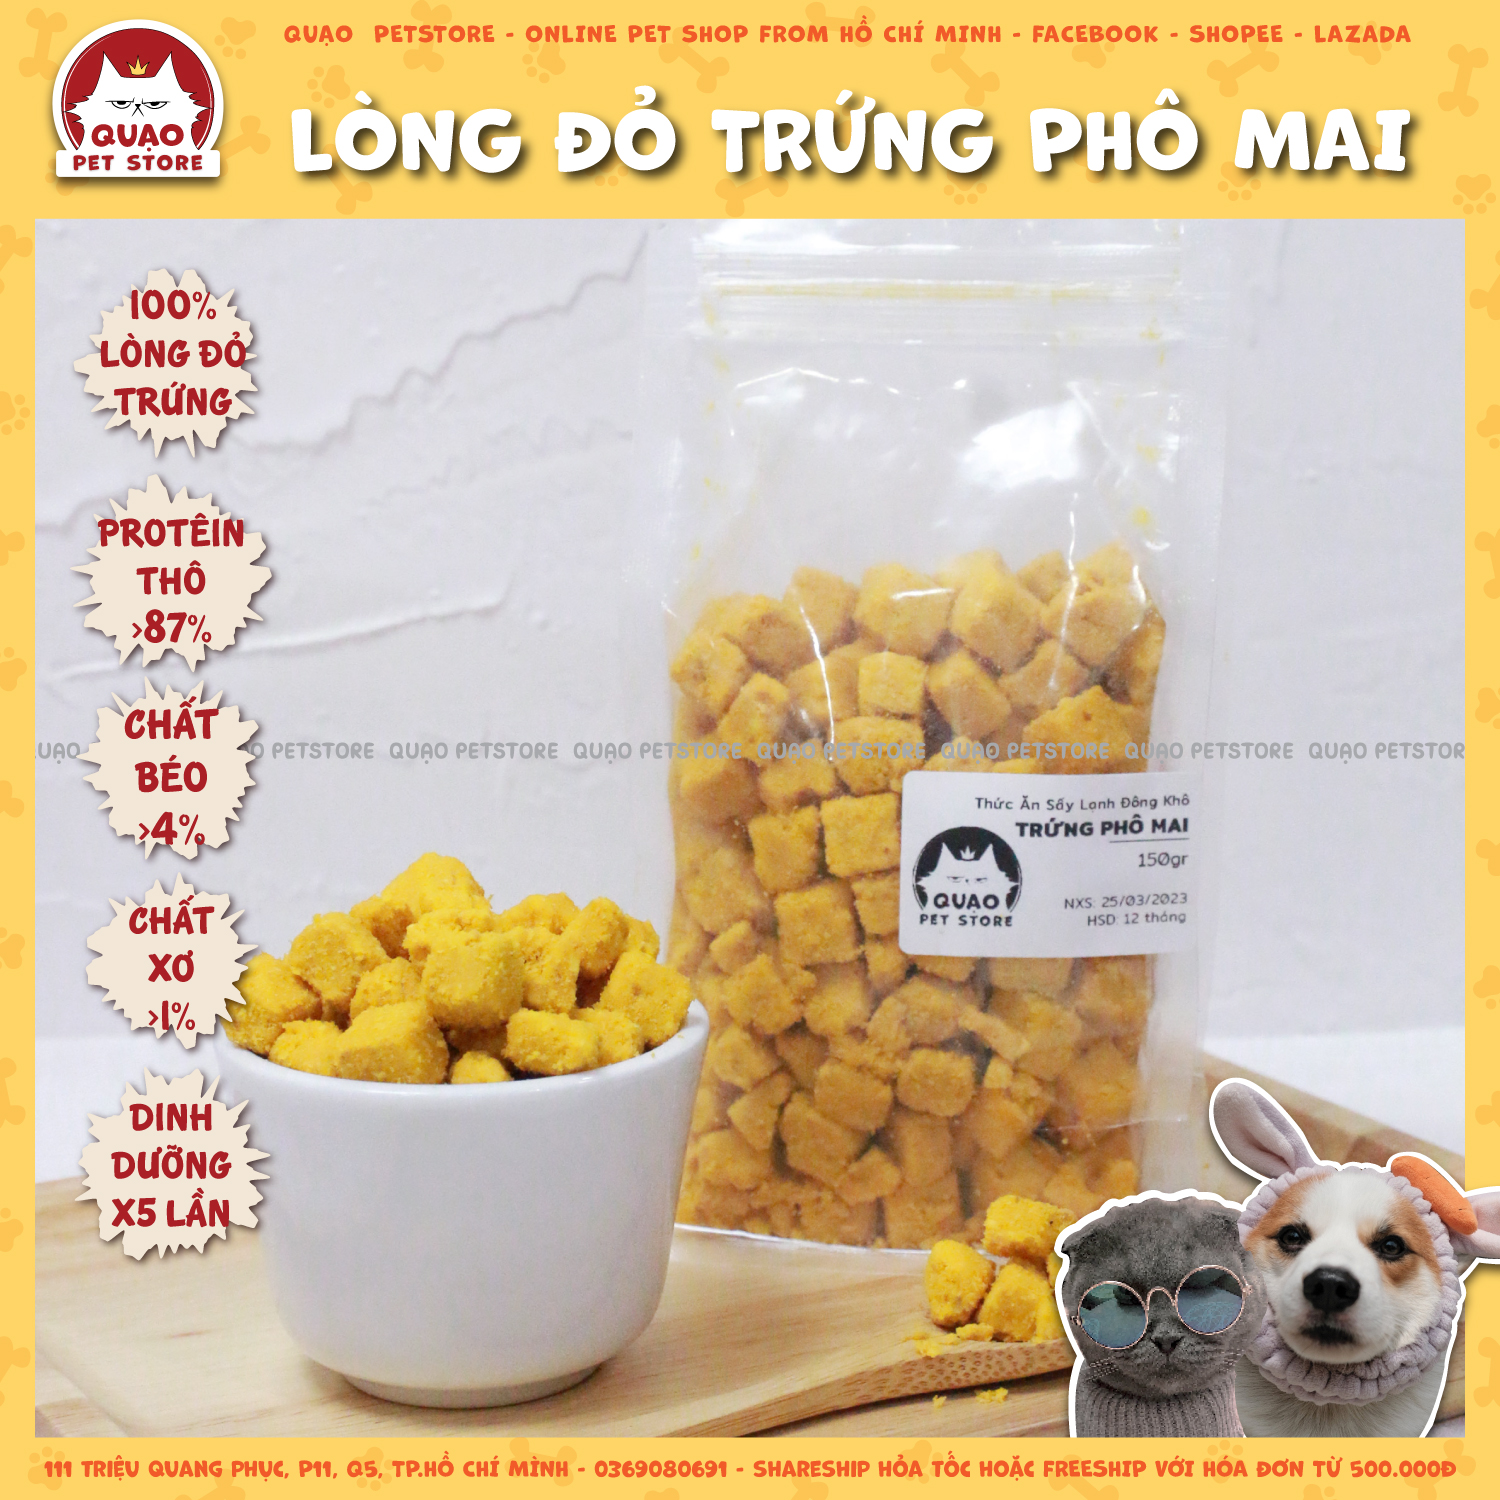 QUẠO PETSTORE - ONLINE PET SHOP FROM HỒ CHÍ MINH - FACEBOOK - SHOPEE - LAZADA
QUẠO
PET STORE
LÒNG ĐỎ TRỨNG PHÔ MAI
100%
LÒNG ĐỎ
TRỨNG
PROTÊIN
THÔ
>87%
CHẤT
BÉO
>4%
UẠO QUẠO PETSTORE QUẠO PETSTORE QUẠO PETSTORE QUẠO PETSTORE QUẠO PETSTORE QUẠO PETSTOR
Thức Ăn Sấy Lạnh Đông Khô
TRỨNG PHÔ MAI
150gr
QUẠO
PET STORE
NXS: 25/03/2023
HSD: 12 tháng
CHẤT
XƠ
>1%
DINH
DƯỠNG
X5 LẦN
111 TRIỆU QUANG PHỤC, P11, Q5, TP.HỒ CHÍ MÌNH - 0369080691 - SHARESHIP HỎA TỐC HOẶC FREESHIP VỚI HÓA ĐƠN TỪ 500.000Đ